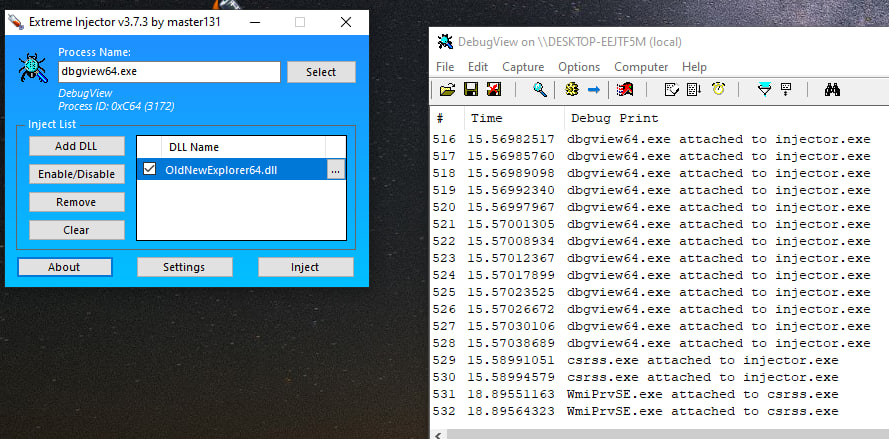 Extreme Injector v3.7.3 by master131
Process Name:
dbgview64.exe
Select
DebugView
Process ID: 0xC64 (3172)
Inject List
Add DLL
Enable/Disable
Remove
Clear
DLL Name
OldNewExplorer64.dll
...
About
Settings
Inject
DebugView on \\DESKTOP-EEJTF5M (local)
File Edit Capture Options Computer Help
# Time Debug Print
516 15.56982517 dbgview64.exe attached to injector.exe
517 15.56985760 dbgview64.exe attached to injector.exe
518 15.56989098 dbgview64.exe attached to injector.exe
519 15.56992340 dbgview64.exe attached to injector.exe
520 15.56997967 dbgview64.exe attached to injector.exe
521 15.57001305 dbgview64.exe attached to injector.exe
522 15.57008934 dbgview64.exe attached to injector.exe
523 15.57012367 dbgview64.exe attached to injector.exe
524 15.57017899 dbgview64.exe attached to injector.exe
525 15.57023525 dbgview64.exe attached to injector.exe
526 15.57026672 dbgview64.exe attached to injector.exe
527 15.57030106 dbgview64.exe attached to injector.exe
528 15.57038689 dbgview64.exe attached to injector.exe
529 15.58991051 csrss.exe attached to injector.exe
530 15.58994579 csrss.exe attached to injector.exe
531 18.89551163 WmiPrvSE.exe attached to csrss.exe
532 18.89564323 WmiPrvSE.exe attached to csrss.exe